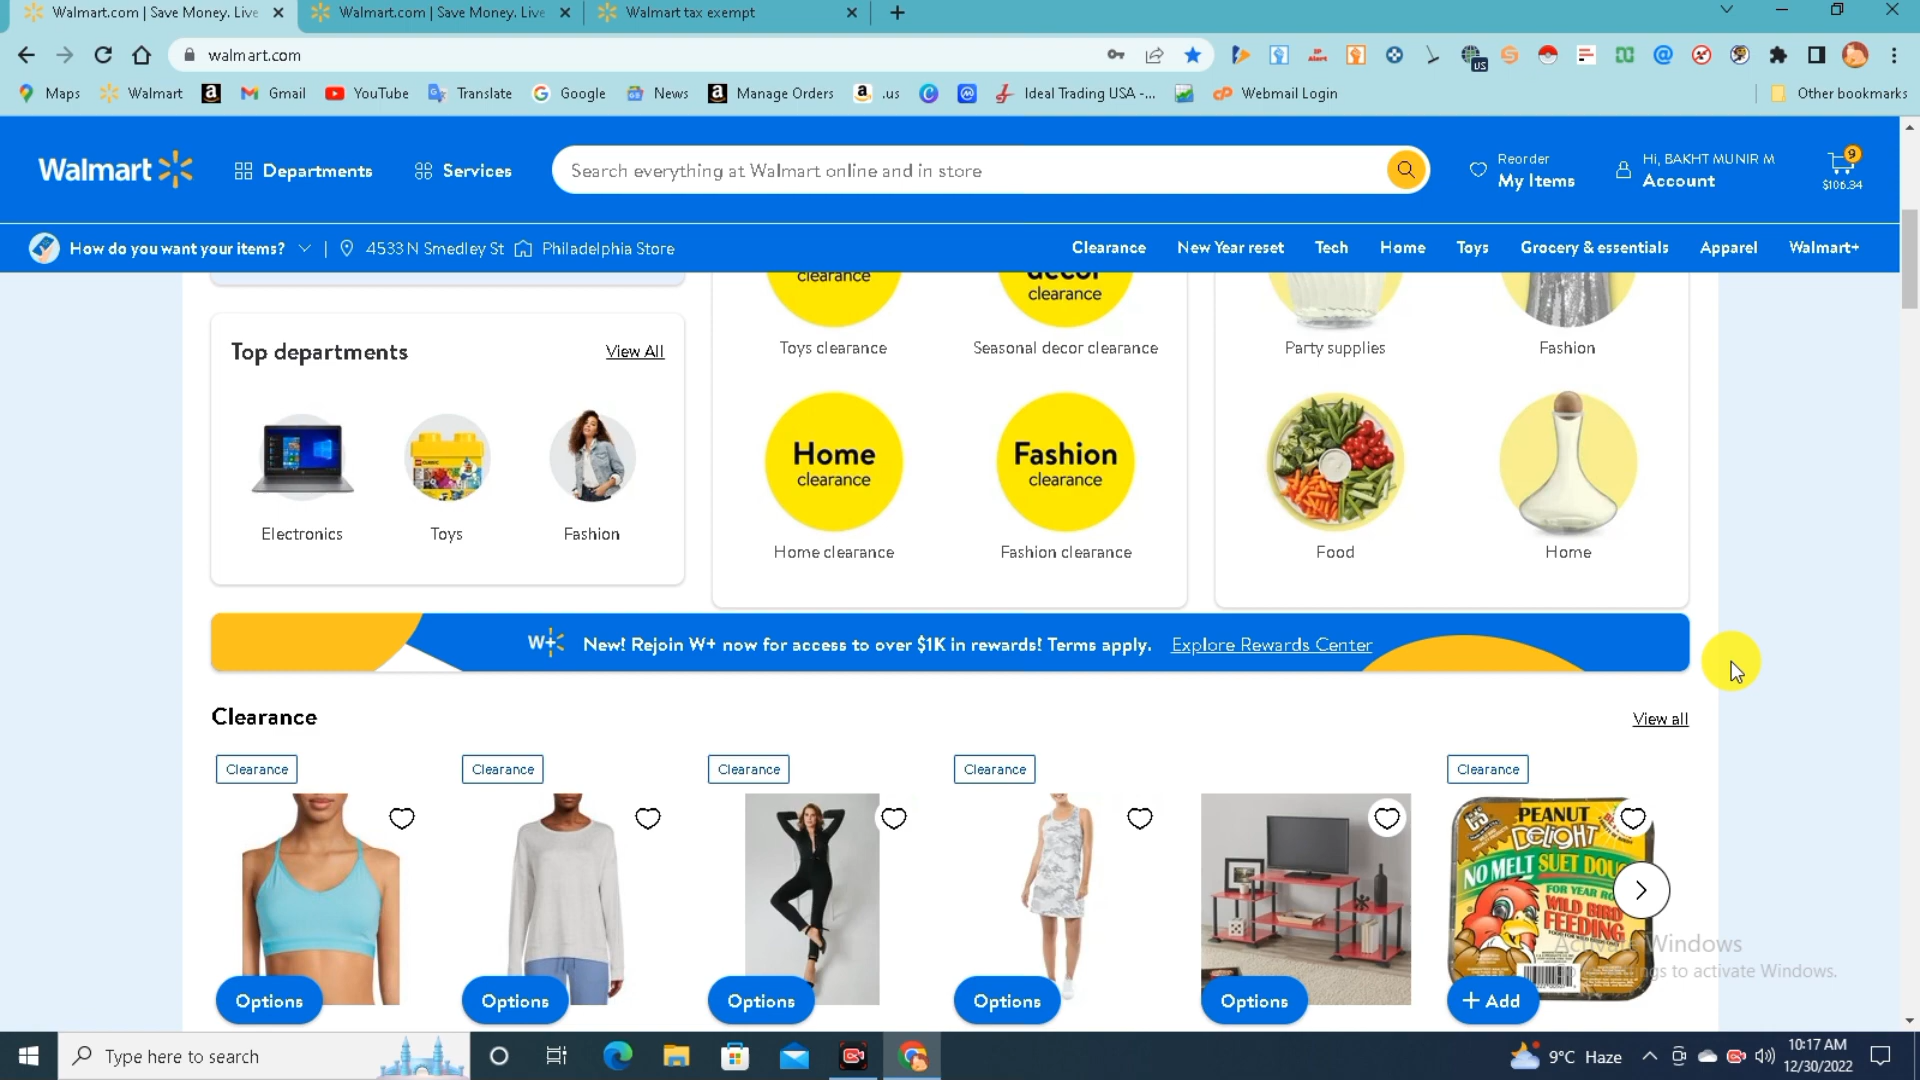 Walmart.com | Save Money. Live
Walmart.com | Save Money. Live
Walmart tax exempt
walmart.com
Maps
Walmart
Gmail
YouTube
Translate
Google
News
Manage Orders
.us
Ideal Trading USA -...
Webmail Login
Other bookmarks
Walmart
Departments
Services
Search everything at Walmart online and in store
Reorder
My Items
Hi, BAKHT MUNIR M
Account
9
$106.34
How do you want your items?
4533 N Smedley St
Philadelphia Store
Clearance
New Year reset
Tech
Home
Toys
Grocery & essentials
Apparel
Walmart+
clearance
decor
clearance
Toys clearance
Seasonal decor clearance
Party supplies
Fashion
Top departments
View All
Electronics
Toys
Fashion
Home
clearance
Fashion
clearance
Home clearance
Fashion clearance
Food
Home
W+
New! Rejoin W+ now for access to over $1K in rewards! Terms apply.
Explore Rewards Center
Clearance
View all
Clearance
Clearance
Clearance
Clearance
Clearance
PEANUT
DELIGHT
NO MELT SUET DOU
FOR YEAR RO
WILD BIRD
FEEDING
Options
Options
Options
Options
Options
+ Add
Activate Windows
Go to Settings to activate Windows.
Type here to search
9°C Haze
10:17 AM
12/30/2022